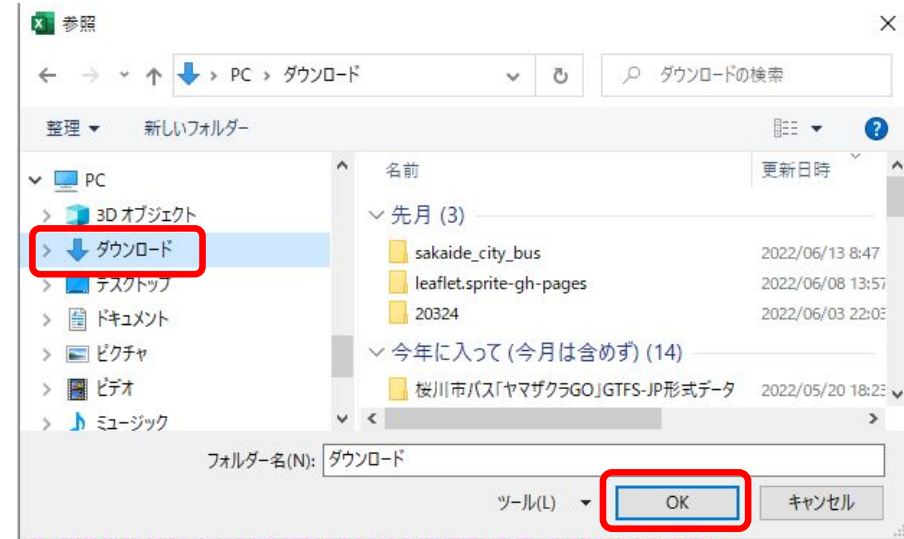 参照
PC › ダウンロード
ダウンロードの検索
整理 新しいフォルダー
PC
3D オブジェクト
ダウンロード
デスクトップ
ドキュメント
ピクチャ
ビデオ
ミュージック
名前 更新日時
先月 (3)
sakaide_city_bus 2022/06/13 8:47
leaflet.sprite-gh-pages 2022/06/08 13:57
20324 2022/06/03 22:03
今年に入って (今月は含めず) (14)
桜川市バス「ヤマザクラGO」GTFS-JP形式データ 2022/05/20 18:23
フォルダー名(N): ダウンロード
ツール(L) OK キャンセル